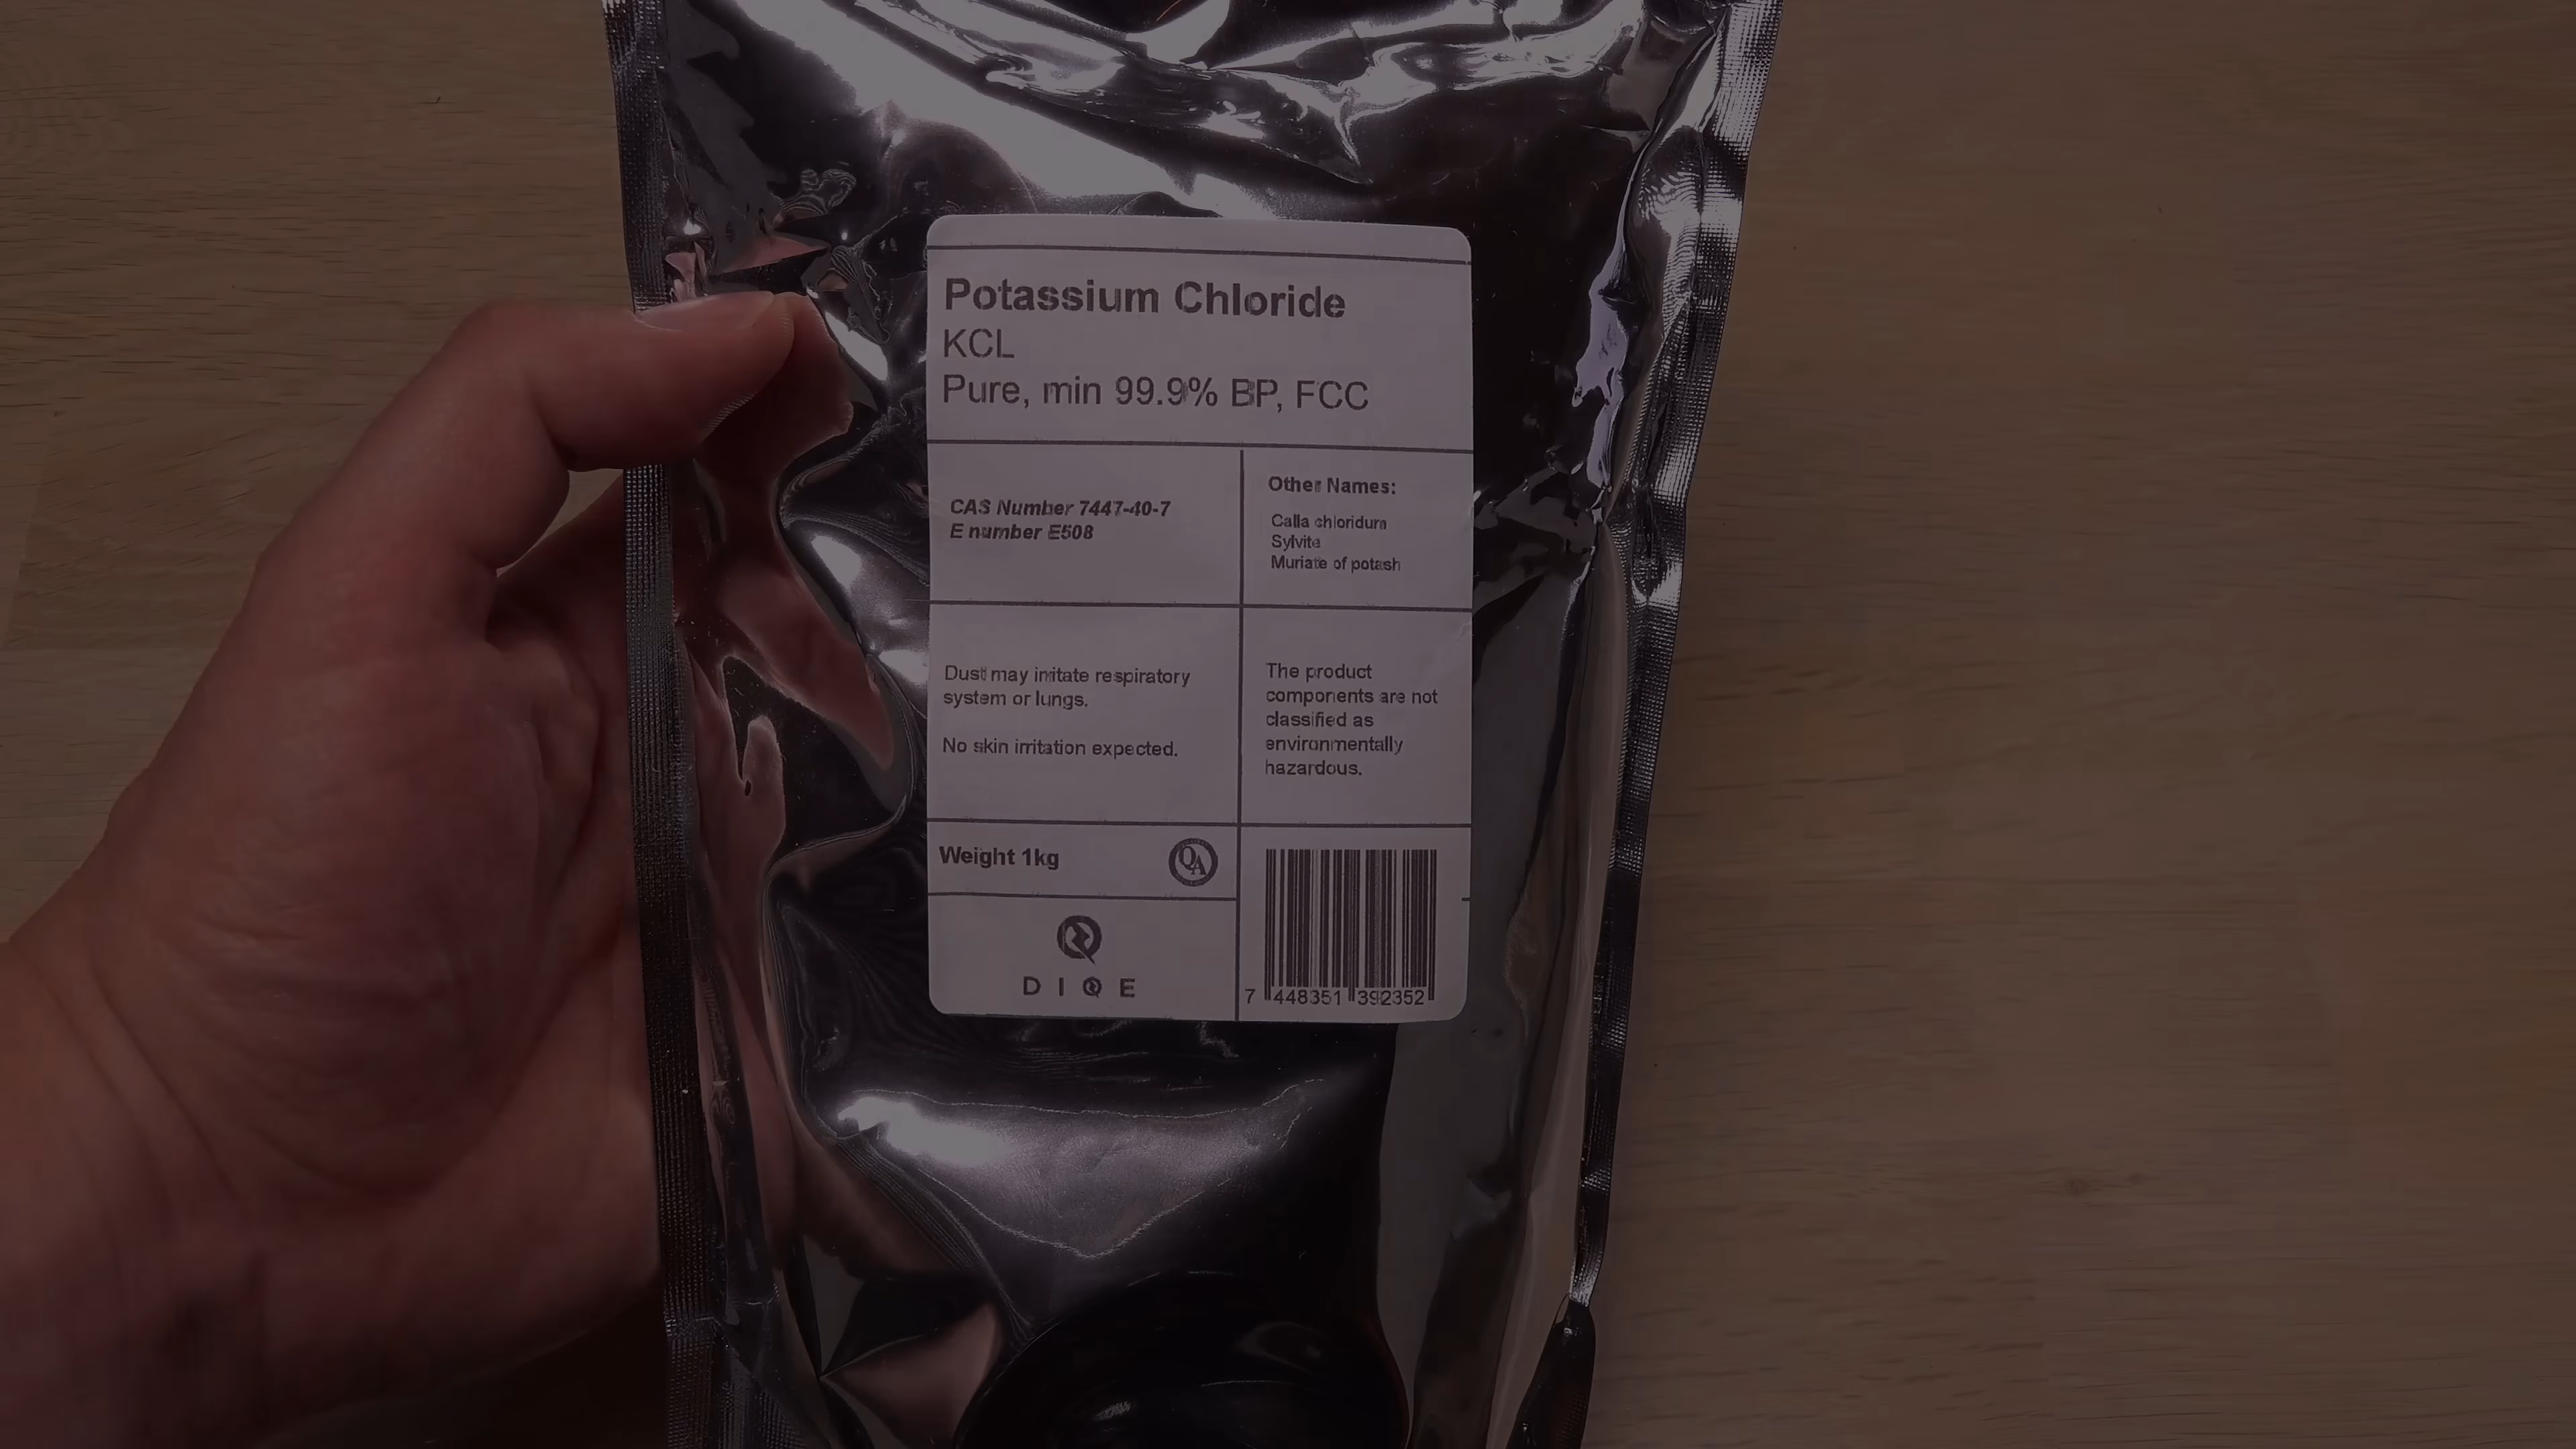 Potassium Chloride
KCL
Pure, min 99.9% BP, FCC
CAS Number 7447-40-7
E number E508
Other Names:
Calla chloridum
Sylvite
Muriate of potash
Dust may irritate respiratory
system or lungs.
No skin irritation expected.
The product
components are not
classified as
environmentally
hazardous.
Weight 1kg
QA
DIQE
7 448351 392352